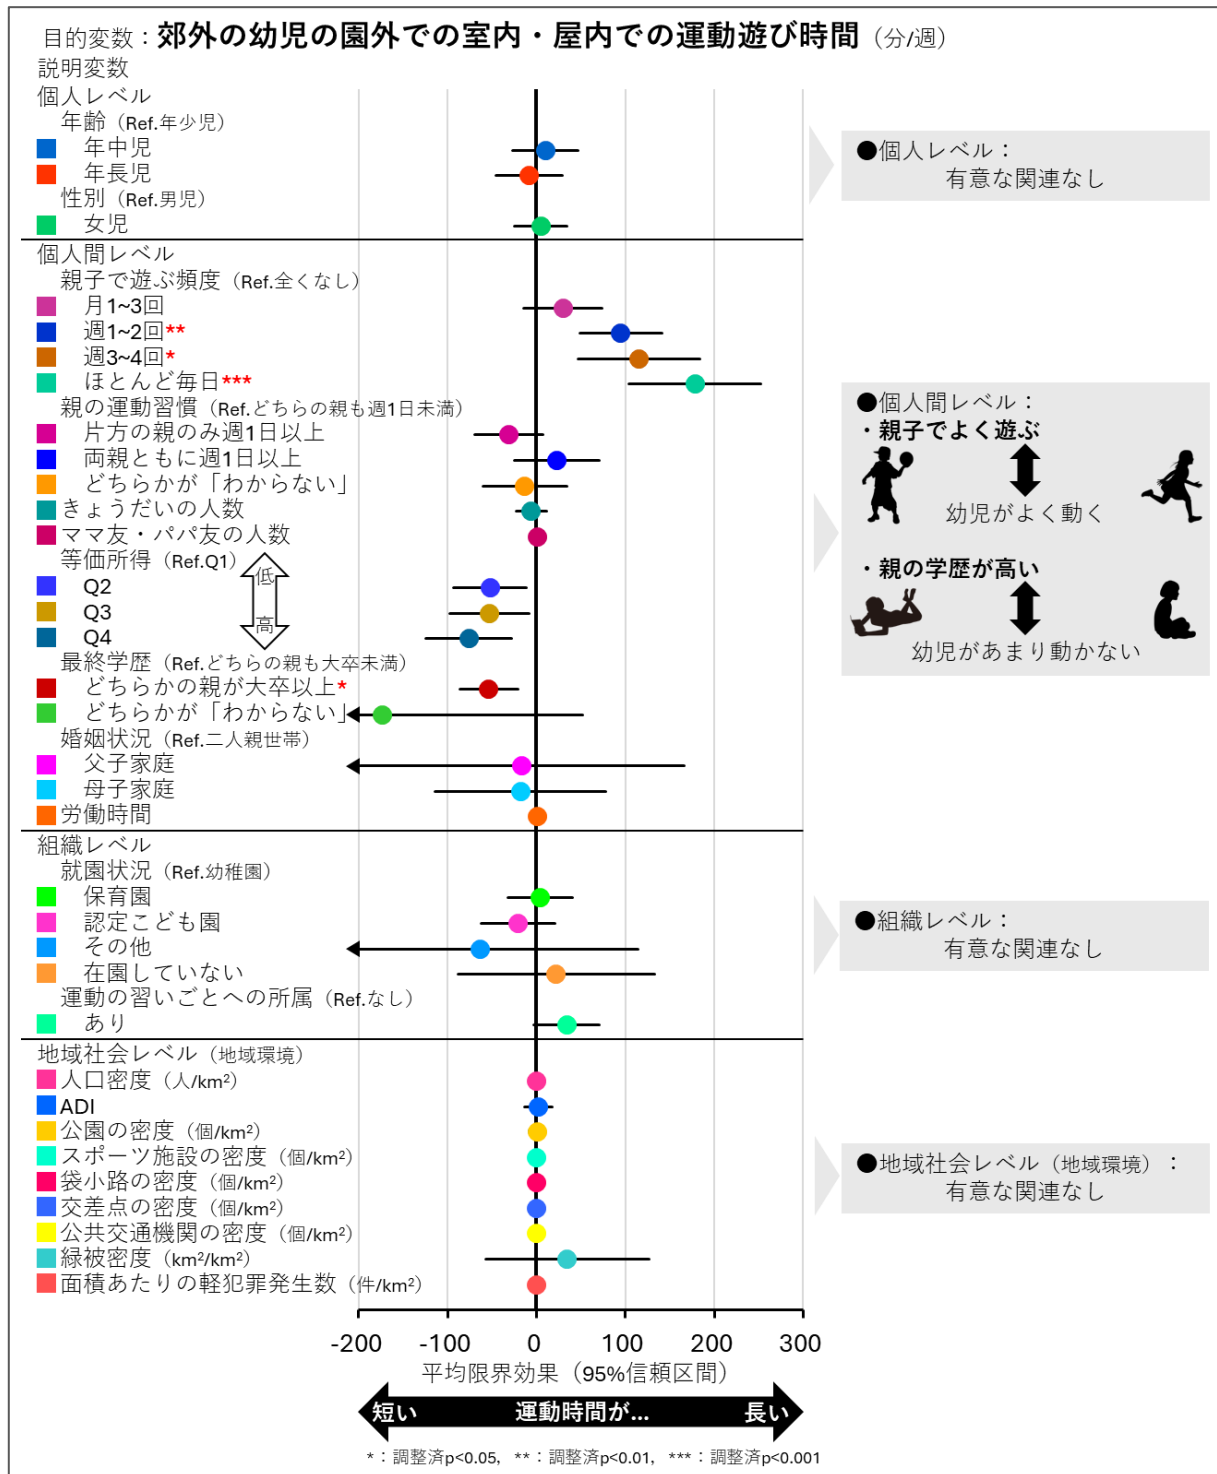 目的変数：郊外の幼児の園外での室内・屋内での運動遊び時間（分/週）
説明変数
個人レベル
年齢（Ref.年少児）
年中児
年長児
性別（Ref.男児）
女児
●個人レベル：
有意な関連なし
個人間レベル
親子で遊ぶ頻度（Ref.全くなし）
月1~3回
週1~2回**
週3~4回*
ほとんど毎日***
親の運動習慣（Ref.どちらの親も週1日未満）
片方の親のみ週1日以上
両親ともに週1日以上
どちらかが「わからない」
きょうだいの人数
ママ友・パパ友の人数
等価所得（Ref.Q1）
低
Q2
Q3
高
Q4
最終学歴（Ref.どちらの親も大卒未満）
どちらかの親が大卒以上*
どちらかが「わからない」
婚姻状況（Ref.二人親世帯）
父子家庭
母子家庭
労働時間
●個人間レベル：
・親子でよく遊ぶ
幼児がよく動く
・親の学歴が高い
幼児があまり動かない
組織レベル
就園状況（Ref.幼稚園）
保育園
認定こども園
その他
在園していない
運動の習いごとへの所属（Ref.なし）
あり
●組織レベル：
有意な関連なし
地域社会レベル（地域環境）
人口密度（人/km²）
ADI
公園の密度（個/km²）
スポーツ施設の密度（個/km²）
袋小路の密度（個/km²）
交差点の密度（個/km²）
公共交通機関の密度（個/km²）
緑被密度（km²/km²）
面積あたりの軽犯罪発生数（件/km²）
●地域社会レベル（地域環境）：
有意な関連なし
-200 -100 0 100 200 300
平均限界効果（95%信頼区間）
短い 運動時間が... 長い
*：調整済p<0.05, **：調整済p<0.01, ***：調整済p<0.001